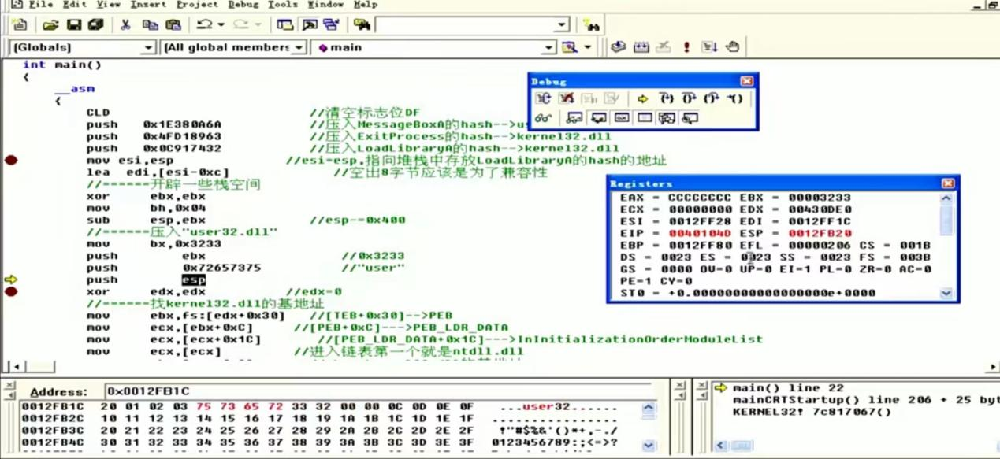 File Edit View Insert Project Debug Tools Window Help
(Globals) (All global members main
int main()
{
__asm
{
CLD //清空标志位DF
push 0x1E380A6A //压入MessageBoxA的hash-->us
push 0x4FD18963 //压入ExitProcess的hash-->kernel32.dll
push 0x0C917432 //压入LoadLibraryA的hash-->kernel32.dll
mov esi,esp //esi=esp,指向堆栈中存放LoadLibraryA的hash的地址
lea edi,[esi-0xc] //空出8字节应该是为了兼容性
//------开辟一些栈空间
xor ebx,ebx
mov bh,0x04
sub esp,ebx //esp-=0x400
//------压入"user32.dll"
mov bx,0x3233
push ebx //0x3233
push 0x72657375 //"user"
push esp
xor edx,edx //edx=0
//------找kernel32.dll的基地址
mov ebx,fs:[edx+0x30] //[TEB+0x30]-->PEB
mov ecx,[ebx+0xC] //[PEB+0xC]--->PEB_LDR_DATA
mov ecx,[ecx+0x1C] //[PEB_LDR_DATA+0x1C]--->InInitializationOrderModuleList
mov ecx,[ecx] //进入链表第一个就是ntdll.dll
Debug
Registers
EAX = CCCCCCCC EBX = 00003233
ECX = 00000000 EDX = 00430DE0
ESI = 0012FF28 EDI = 0012FF1C
EIP = 0040104D ESP = 0012FB20
EBP = 0012FF80 EFL = 00000206 CS = 001B
DS = 0023 ES = 0023 SS = 0023 FS = 003B
GS = 0000 OV=0 UP=0 EI=1 PL=0 ZR=0 AC=0
PE=1 CY=0
ST0 = +0.00000000000000000e+0000
Address: 0x0012FB1C
0012FB1C 20 01 02 03 75 73 65 72 33 32 00 00 0C 0D 0E 0F ...user32......
0012FB2C 10 11 12 13 14 15 16 17 18 19 1A 1B 1C 1D 1E 1F ................
0012FB3C 20 21 22 23 24 25 26 27 28 29 2A 2B 2C 2D 2E 2F !"#$%&'()*+,-./
0012FB4C 30 31 32 33 34 35 36 37 38 39 3A 3B 3C 3D 3E 3F 0123456789:;<=>?
main() line 22
mainCRTStartup() line 206 + 25 byt
KERNEL32! 7c817067()